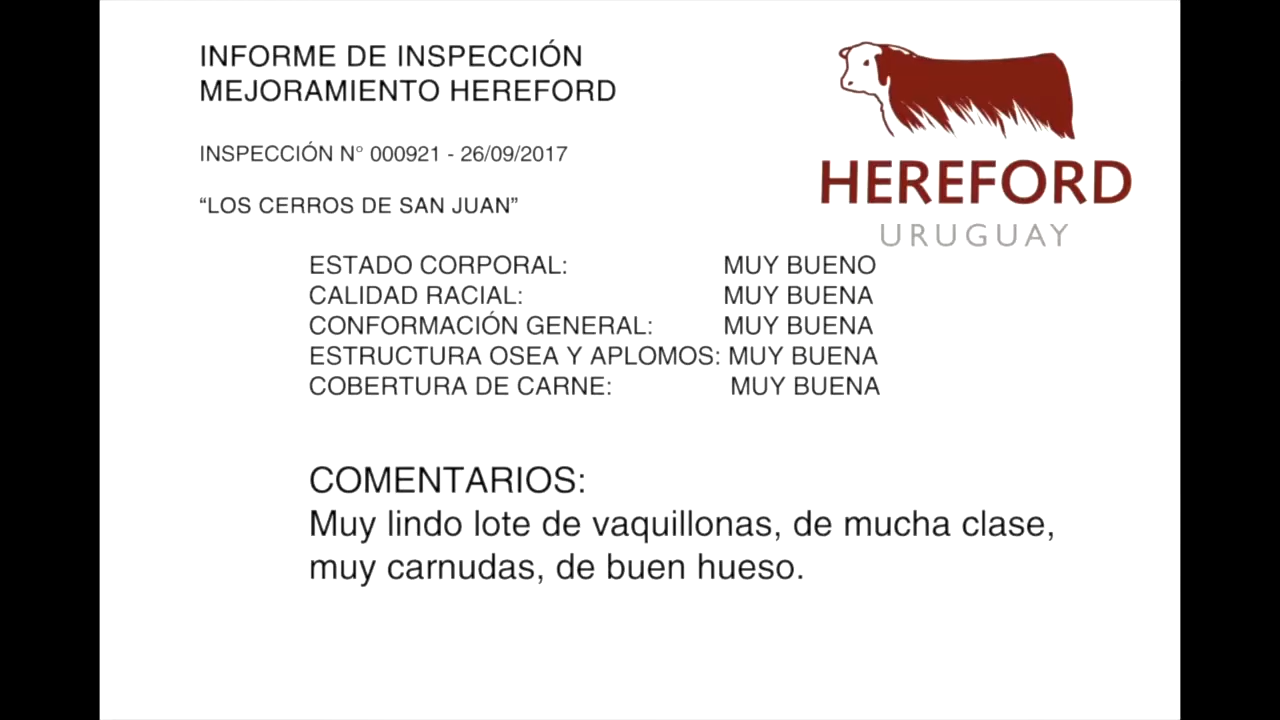 INFORME DE INSPECCIÓN
MEJORAMIENTO HEREFORD
INSPECCIÓN N° 000921 - 26/09/2017
“LOS CERROS DE SAN JUAN”
HEREFORD
URUGUAY
ESTADO CORPORAL: MUY BUENO
CALIDAD RACIAL: MUY BUENA
CONFORMACIÓN GENERAL: MUY BUENA
ESTRUCTURA OSEA Y APLOMOS: MUY BUENA
COBERTURA DE CARNE: MUY BUENA
COMENTARIOS:
Muy lindo lote de vaquillonas, de mucha clase,
muy carnudas, de buen hueso.